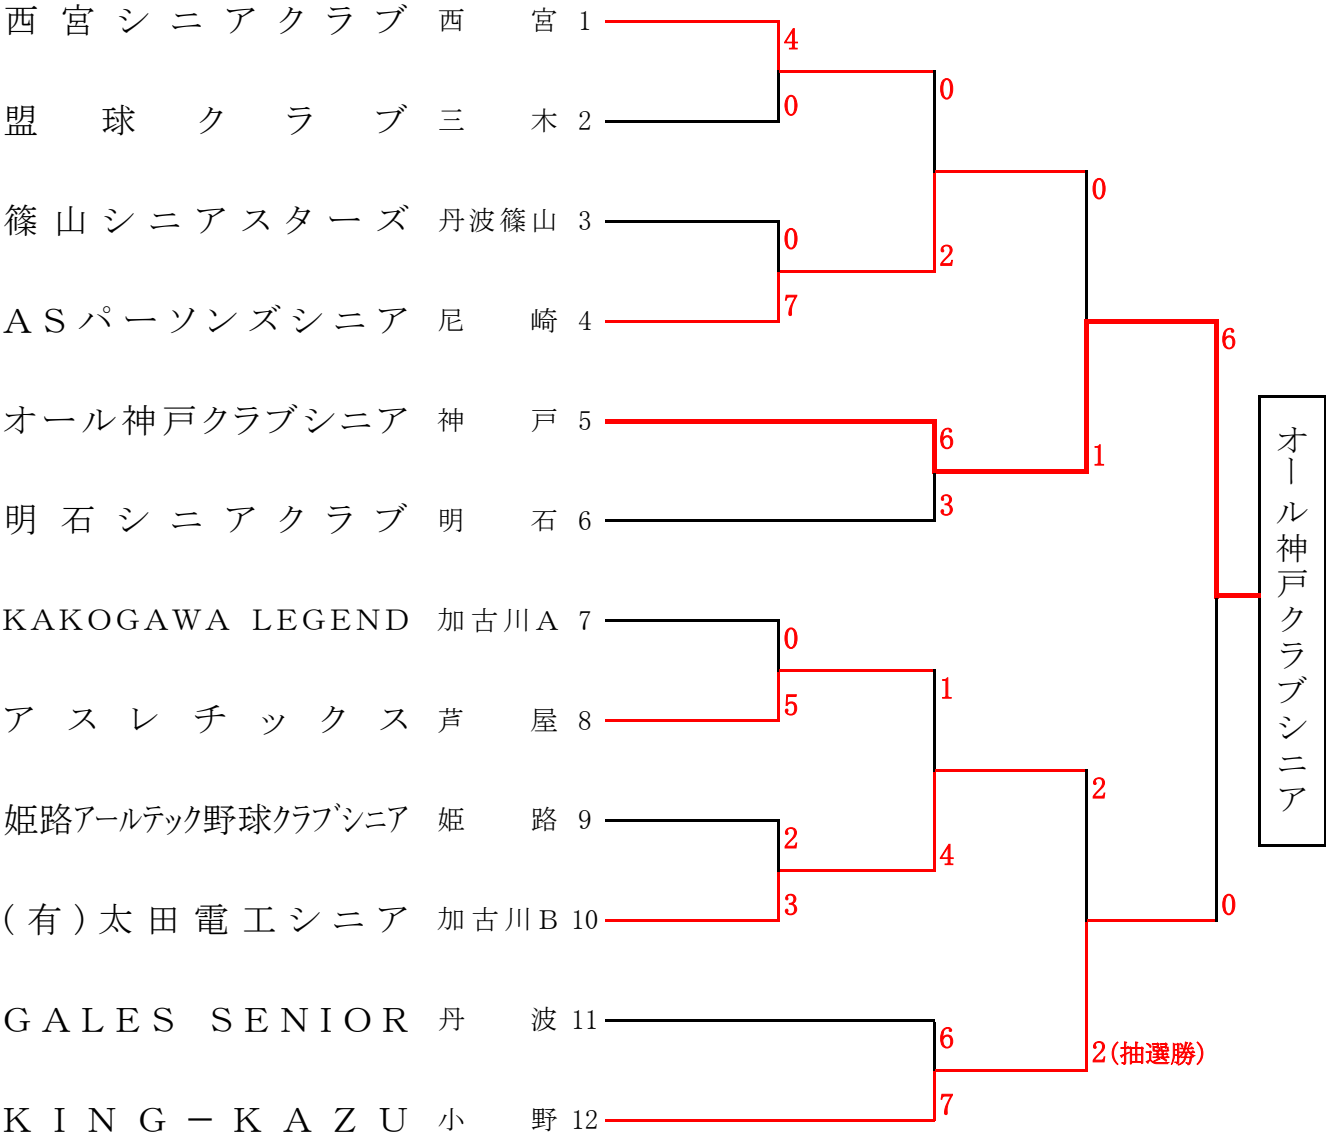 西宮シニアクラブ 西宮 1
4
0
盟球クラブ 三木 2
0
篠山シニアスターズ 丹波篠山 3
0
2
7
ASパーソンズシニア 尼崎 4
0
6
オール神戸クラブシニア 神戸 5
6
1
3
明石シニアクラブ 明石 6
KAKOGAWA LEGEND 加古川A 7
0
1
5
アスレチックス 芦屋 8
2
姫路アールテック野球クラブシニア 姫路 9
2
4
3
(有)太田電工シニア 加古川B 10
0
GALES SENIOR 丹波 11
6
2(抽選勝)
7
KING－KAZU 小野 12
オール神戸クラブシニア